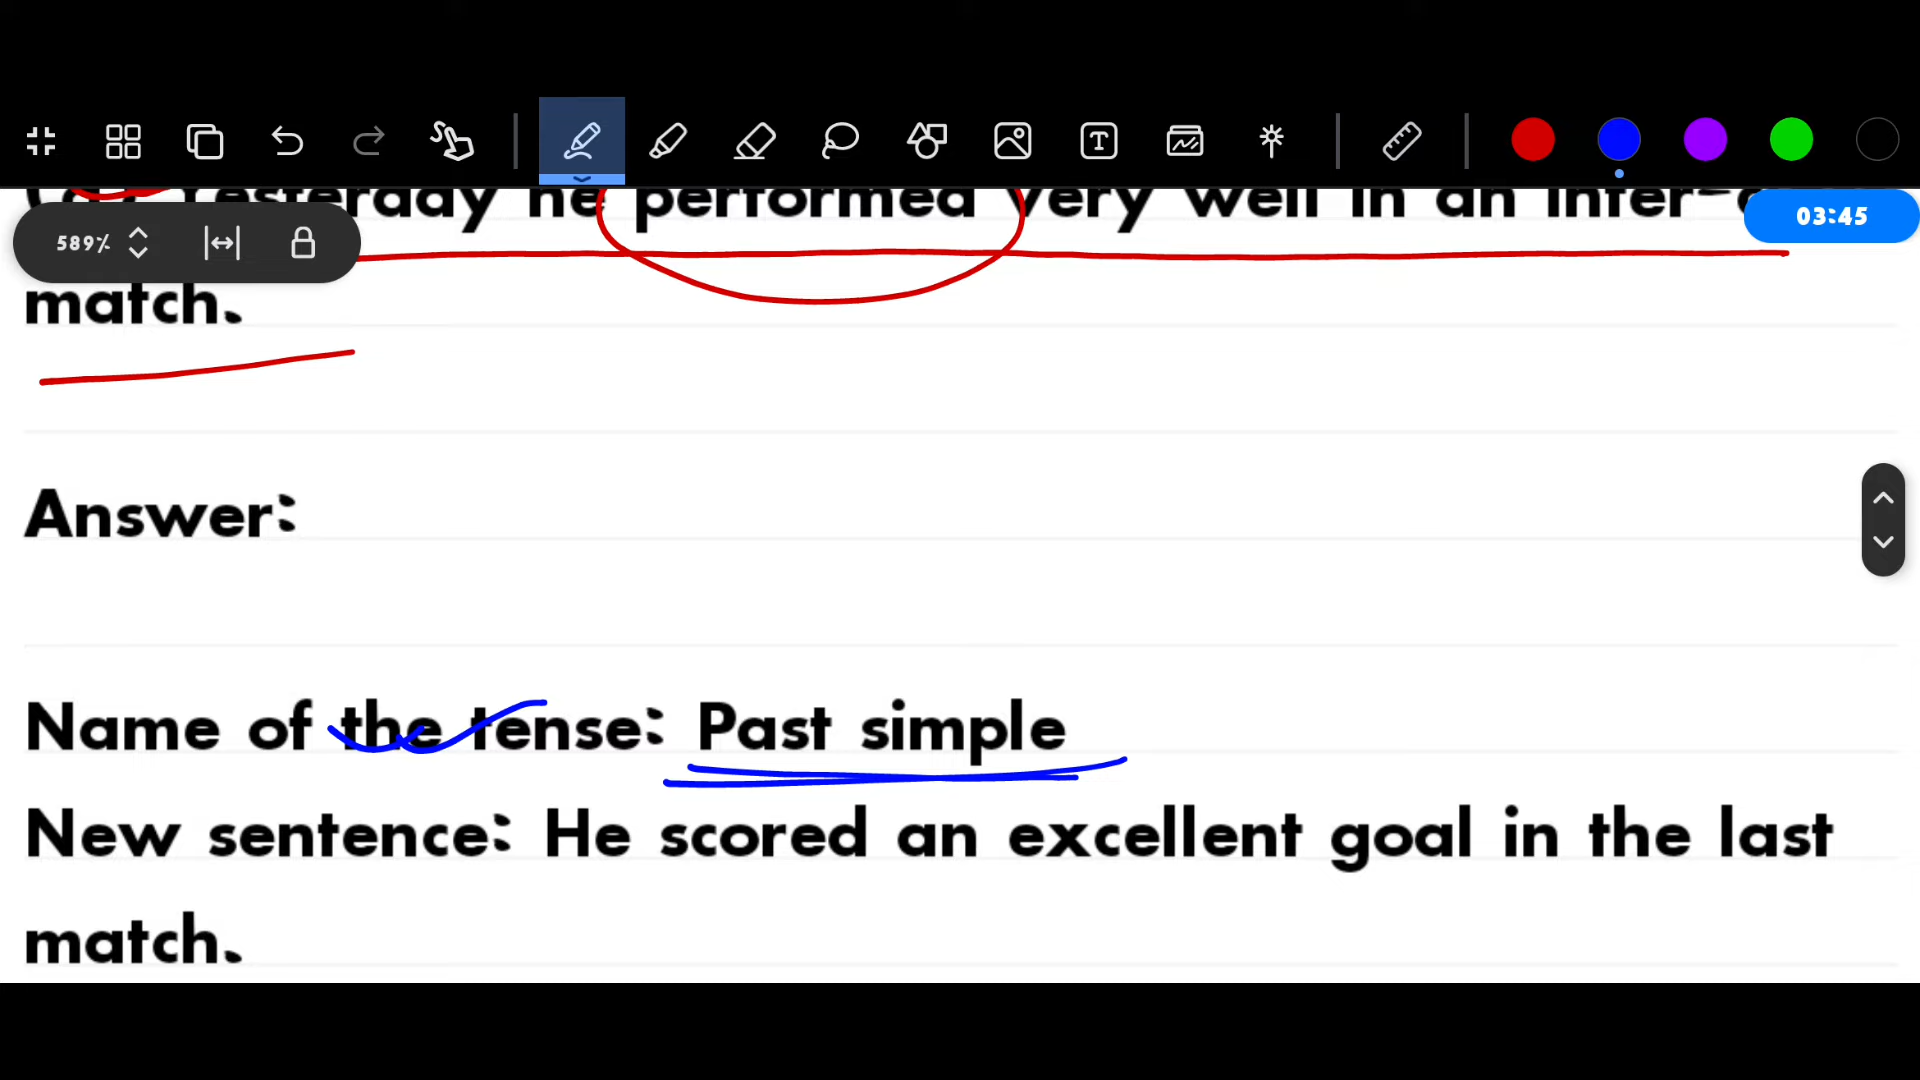 03:45
Yesterday he performed very well in an inter-
589%
match.
Answer:
Name of the tense: Past simple
New sentence: He scored an excellent goal in the last
match.